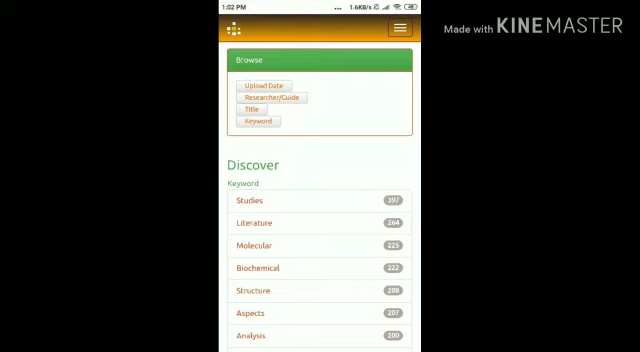 1:02 PM
... 1.6KB/s
Made with KINEMASTER
Browse
Upload Date
Researcher/Guide
Title
Keyword
Discover
Keyword
Studies 397
Literature 264
Molecular 225
Biochemical 222
Structure 208
Aspects 207
Analysis 200